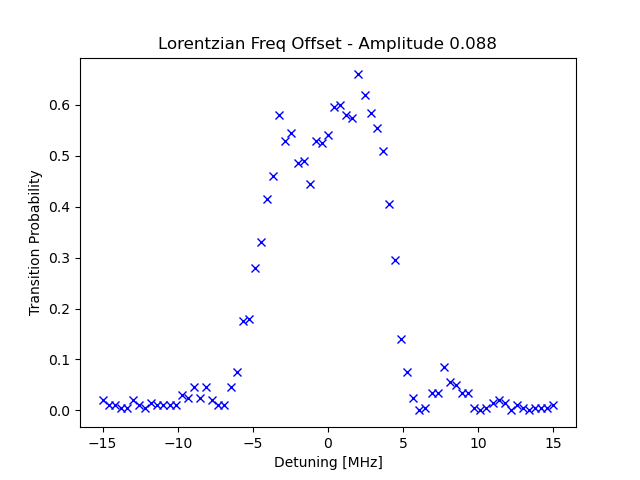 Lorentzian Freq Offset - Amplitude 0.088
Transition Probability
0.6
0.5
0.4
0.3
0.2
0.1
0.0
−15 −10 −5 0 5 10 15
Detuning [MHz]